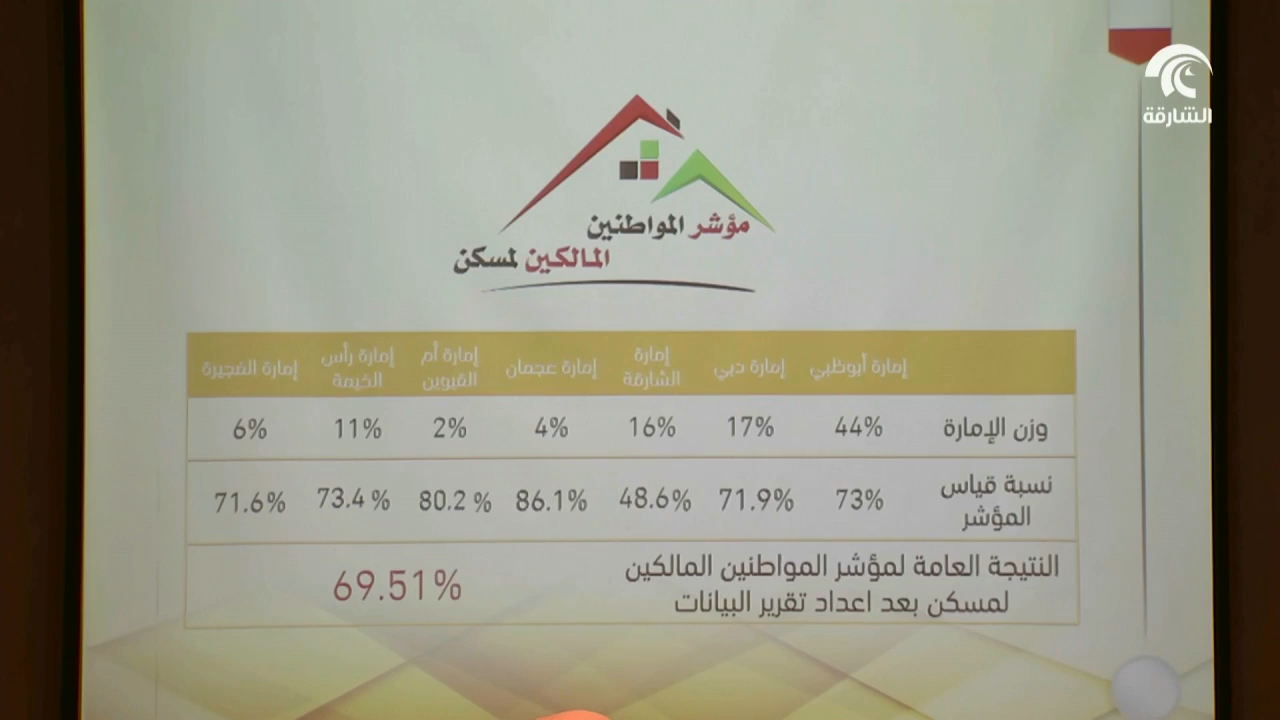 الشارقة
مؤشر المواطنين
المالكين لمسكن
إمارة أبوظبي إمارة دبي إمارة الشارقة إمارة عجمان إمارة أم القيوين إمارة رأس الخيمة إمارة الفجيرة
وزن الإمارة 44% 17% 16% 4% 2% 11% 6%
نسبة قياس المؤشر 73% 71.9% 48.6% 86.1% 80.2 % 73.4 % 71.6%
النتيجة العامة لمؤشر المواطنين المالكين
لمسكن بعد اعداد تقرير البيانات
69.51%